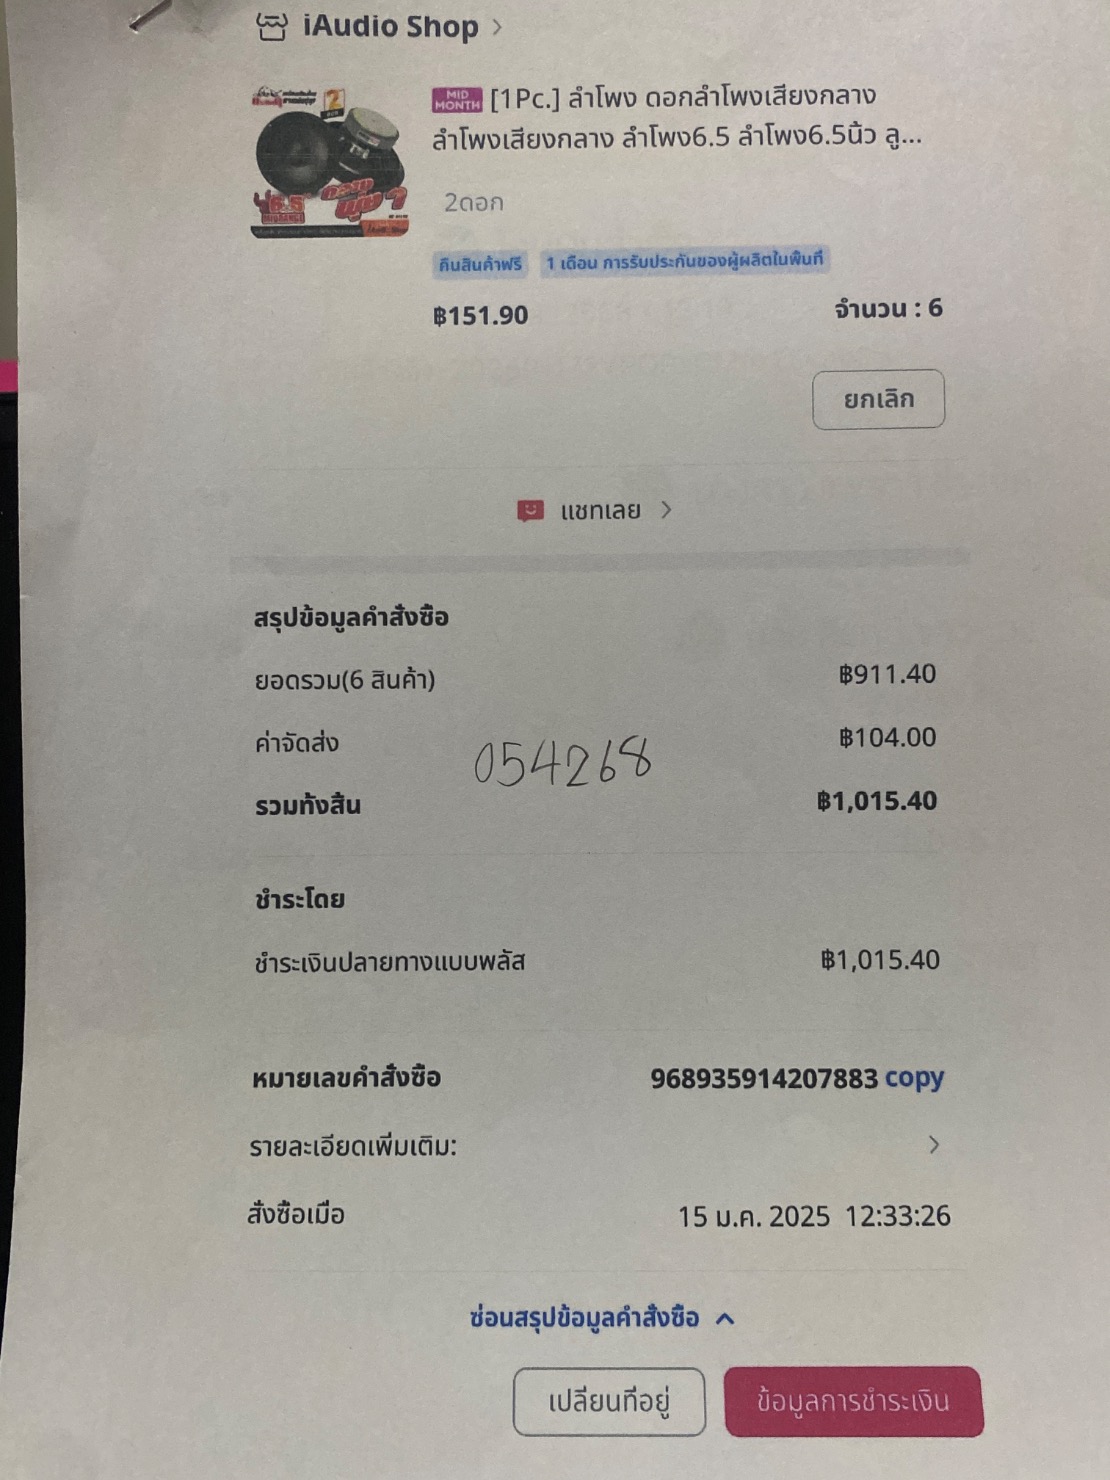 iAudio Shop >
MID MONTH [1Pc.] ลำโพง ดอกลำโพงเสียงกลาง
ลำโพงเสียงกลาง ลำโพง6.5 ลำโพง6.5นิ้ว ลู...
2ดอก
คืนสินค้าฟรี 1 เดือน การรับประกันของผู้ผลิตในพื้นที่
฿151.90 จำนวน : 6
ยกเลิก
แชทเลย >
สรุปข้อมูลคำสั่งซื้อ
ยอดรวม(6 สินค้า) ฿911.40
ค่าจัดส่ง ฿104.00
054268
รวมทั้งสิ้น ฿1,015.40
ชำระโดย
ชำระเงินปลายทางแบบพลัส ฿1,015.40
หมายเลขคำสั่งซื้อ 968935914207883 copy
รายละเอียดเพิ่มเติม: >
สั่งซื้อเมื่อ 15 ม.ค. 2025 12:33:26
ซ่อนสรุปข้อมูลคำสั่งซื้อ
เปลี่ยนที่อยู่ ข้อมูลการชำระเงิน